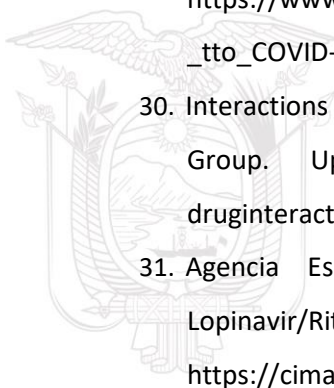 https://www
_tto_COVID-
30. Interactions
Group. Up
druginteract
31. Agencia Es
Lopinavir/Rit
https://cima